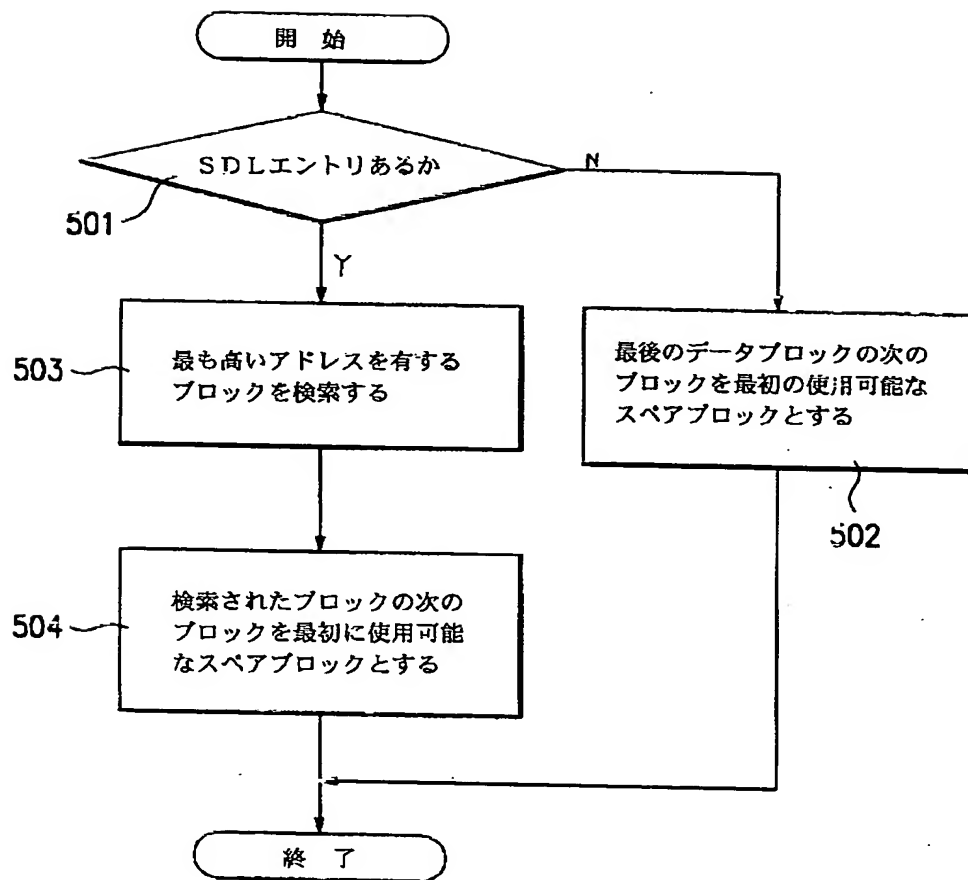 開始
SDLエントリあるか
N
501
Y
503
最も高いアドレスを有する
ブロックを検索する
最後のデータブロックの次の
ブロックを最初の使用可能な
スペアブロックとする
502
504
検索されたブロックの次の
ブロックを最初に使用可能
なスペアブロックとする
終了